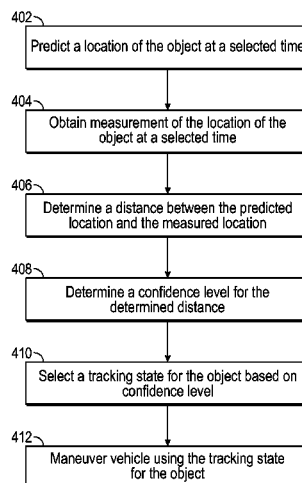 402
Predict a location of the object at a selected time
404
Obtain measurement of the location of the
object at a selected time
406
Determine a distance between the predicted
location and the measured location
408
Determine a confidence level for the
determined distance
410
Select a tracking state for the object based on
confidence level
412
Maneuver vehicle using the tracking state
for the object